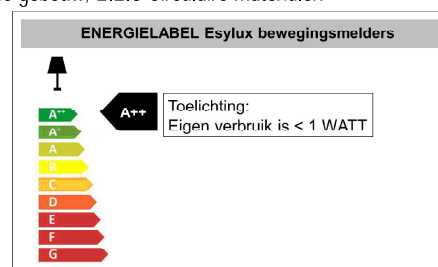 ENERGIELABEL Esylux bewegingsmelders
A++
A++
Toelichting:
Eigen verbruik is < 1 WATT
A+
A
B
C
D
E
F
G